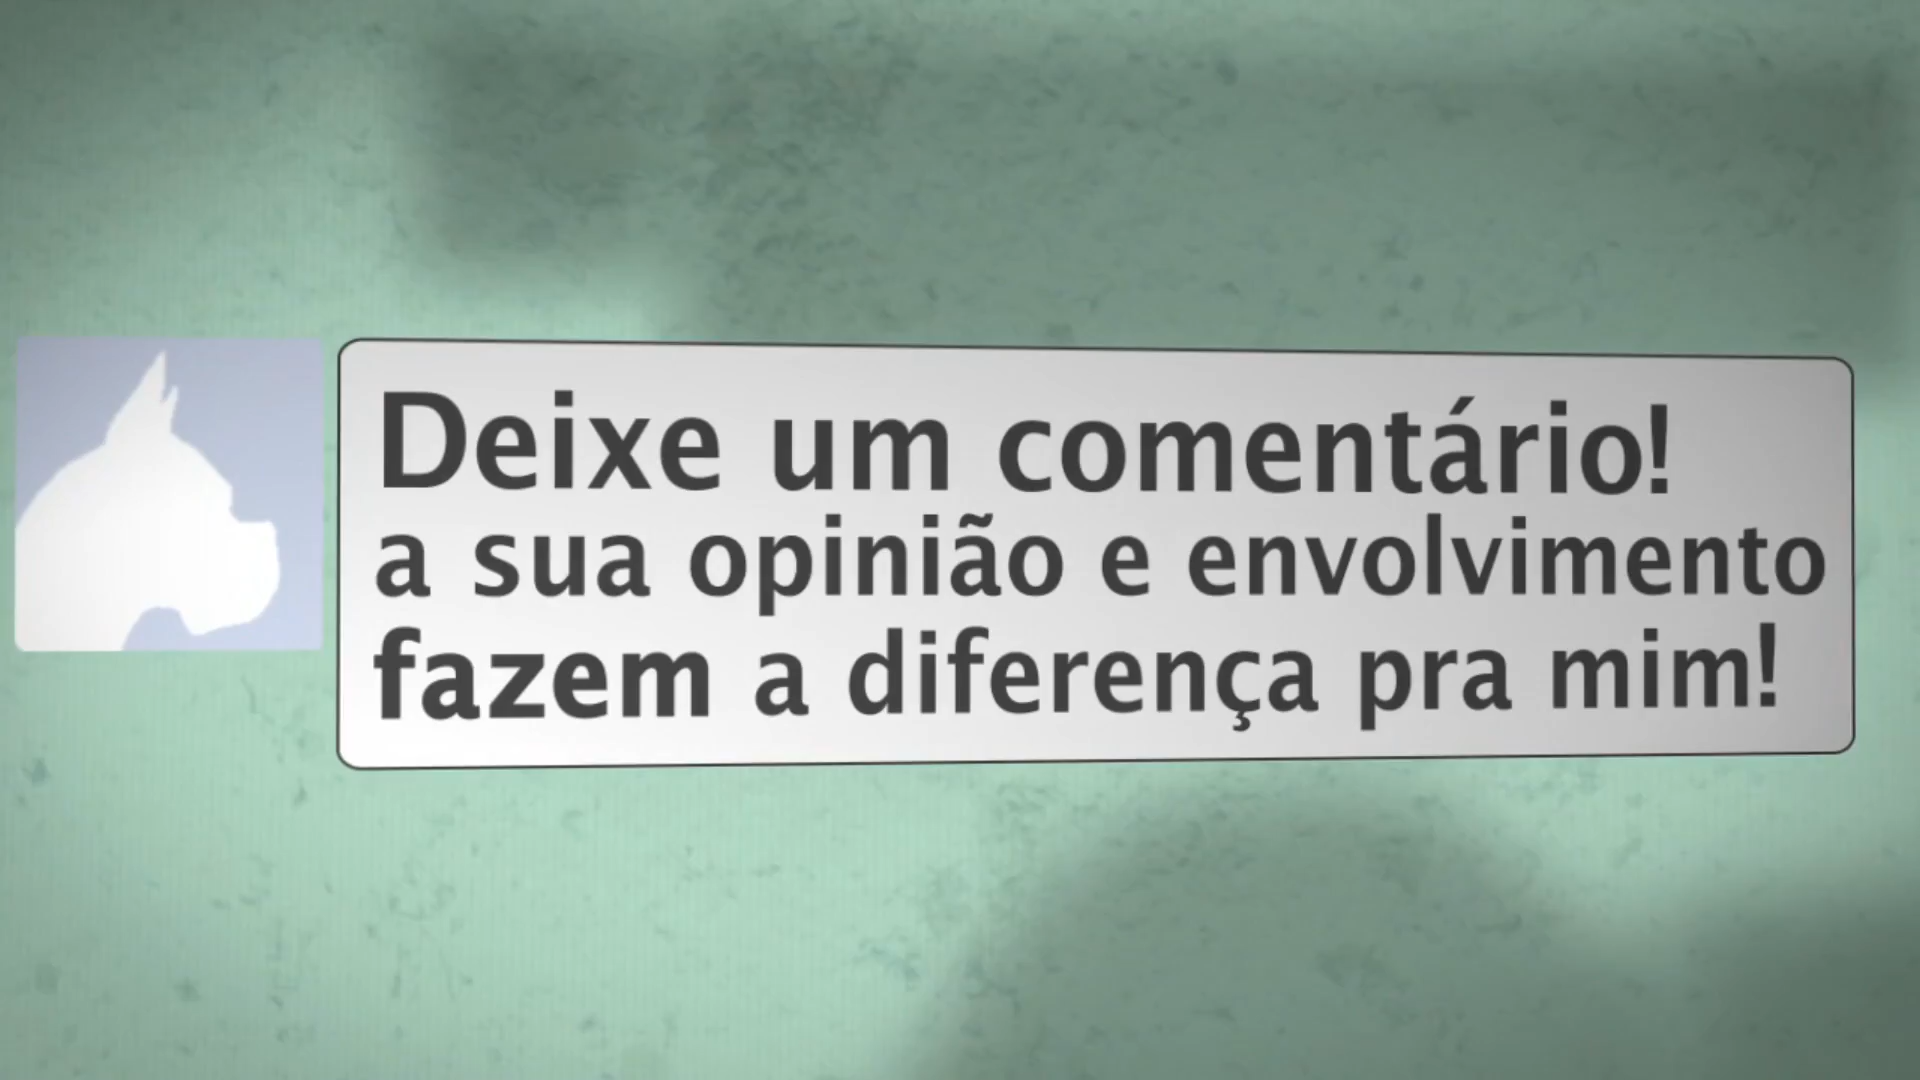 Deixe um comentário!
a sua opinião e envolvimento
fazem a diferença pra mim!